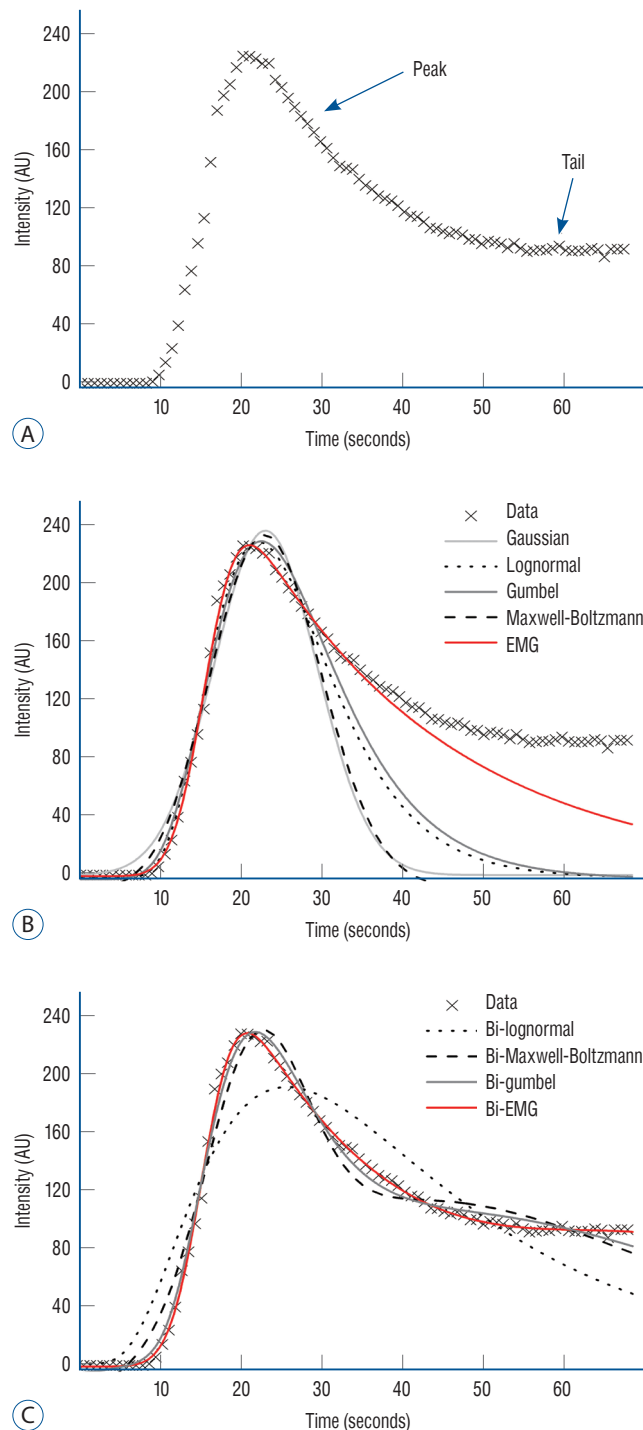 240
200
160
120
80
40
0
Intensity (AU)
Peak
Tail
10 20 30 40 50 60
Time (seconds)
A
240
200
160
120
80
40
0
Intensity (AU)
Data
Gaussian
Lognormal
Gumbel
Maxwell-Boltzmann
EMG
10 20 30 40 50 60
Time (seconds)
B
240
200
160
120
80
40
0
Intensity (AU)
Data
Bi-lognormal
Bi-Maxwell-Boltzmann
Bi-gumbel
Bi-EMG
10 20 30 40 50 60
Time (seconds)
C